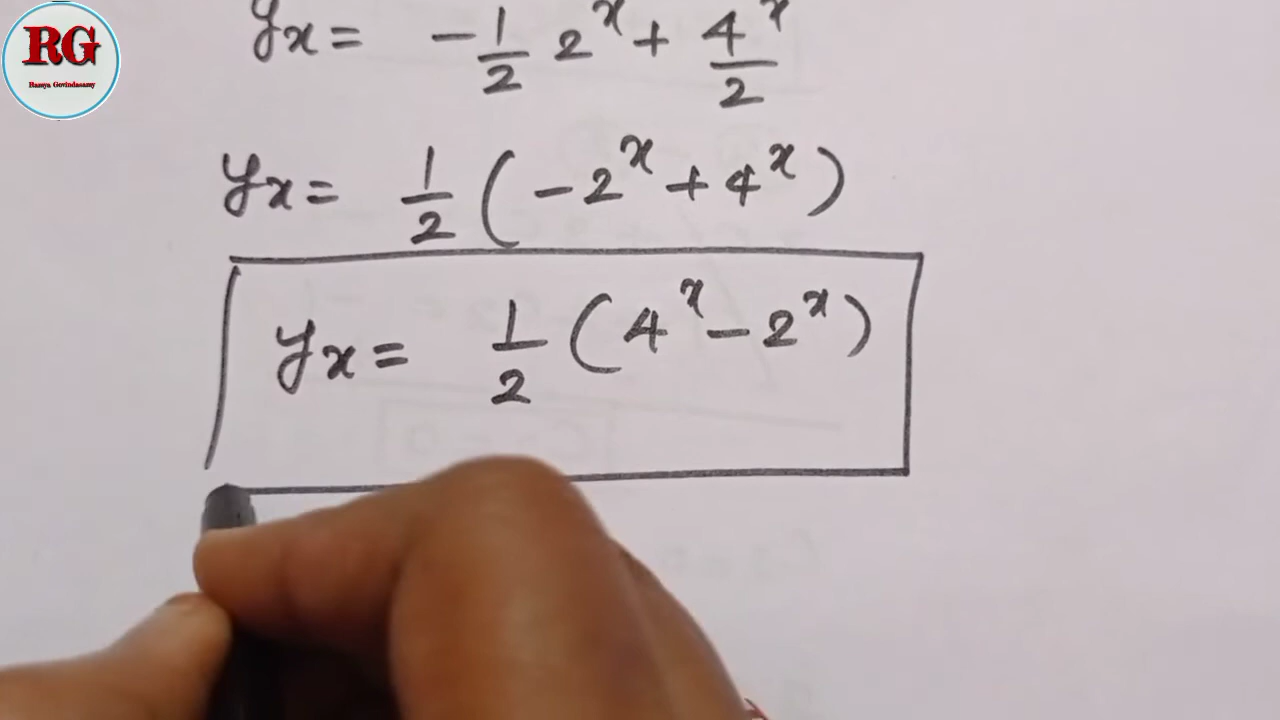 RG
Ramya Govindasamy
yx = -1/2 2^x + 4^x/2
yx = 1/2 (-2^x + 4^x)
yx = 1/2 (4^x - 2^x)